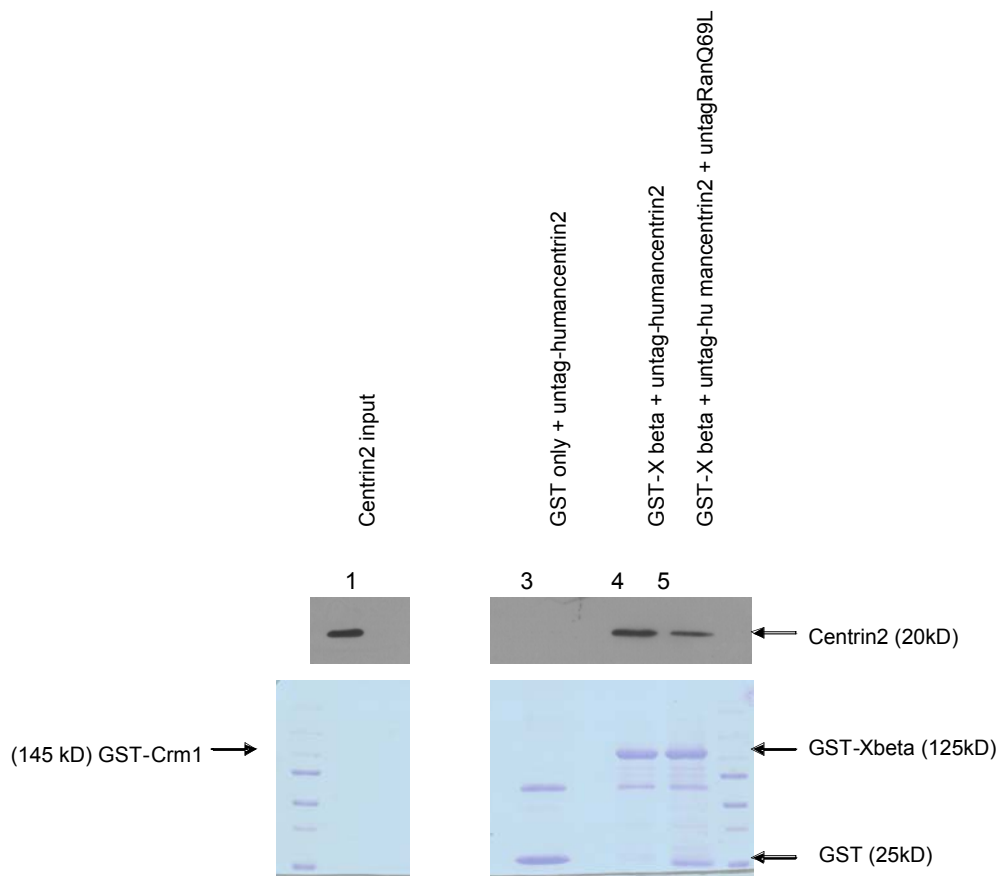 Centrin2 input
GST only + untag-humancentrin2
GST-X beta + untag-humancentrin2
GST-X beta + untag-hu mancentrin2 + untagRanQ69L
1
3
4
5
Centrin2 (20kD)
(145 kD) GST-Crm1
GST-Xbeta (125kD)
GST (25kD)